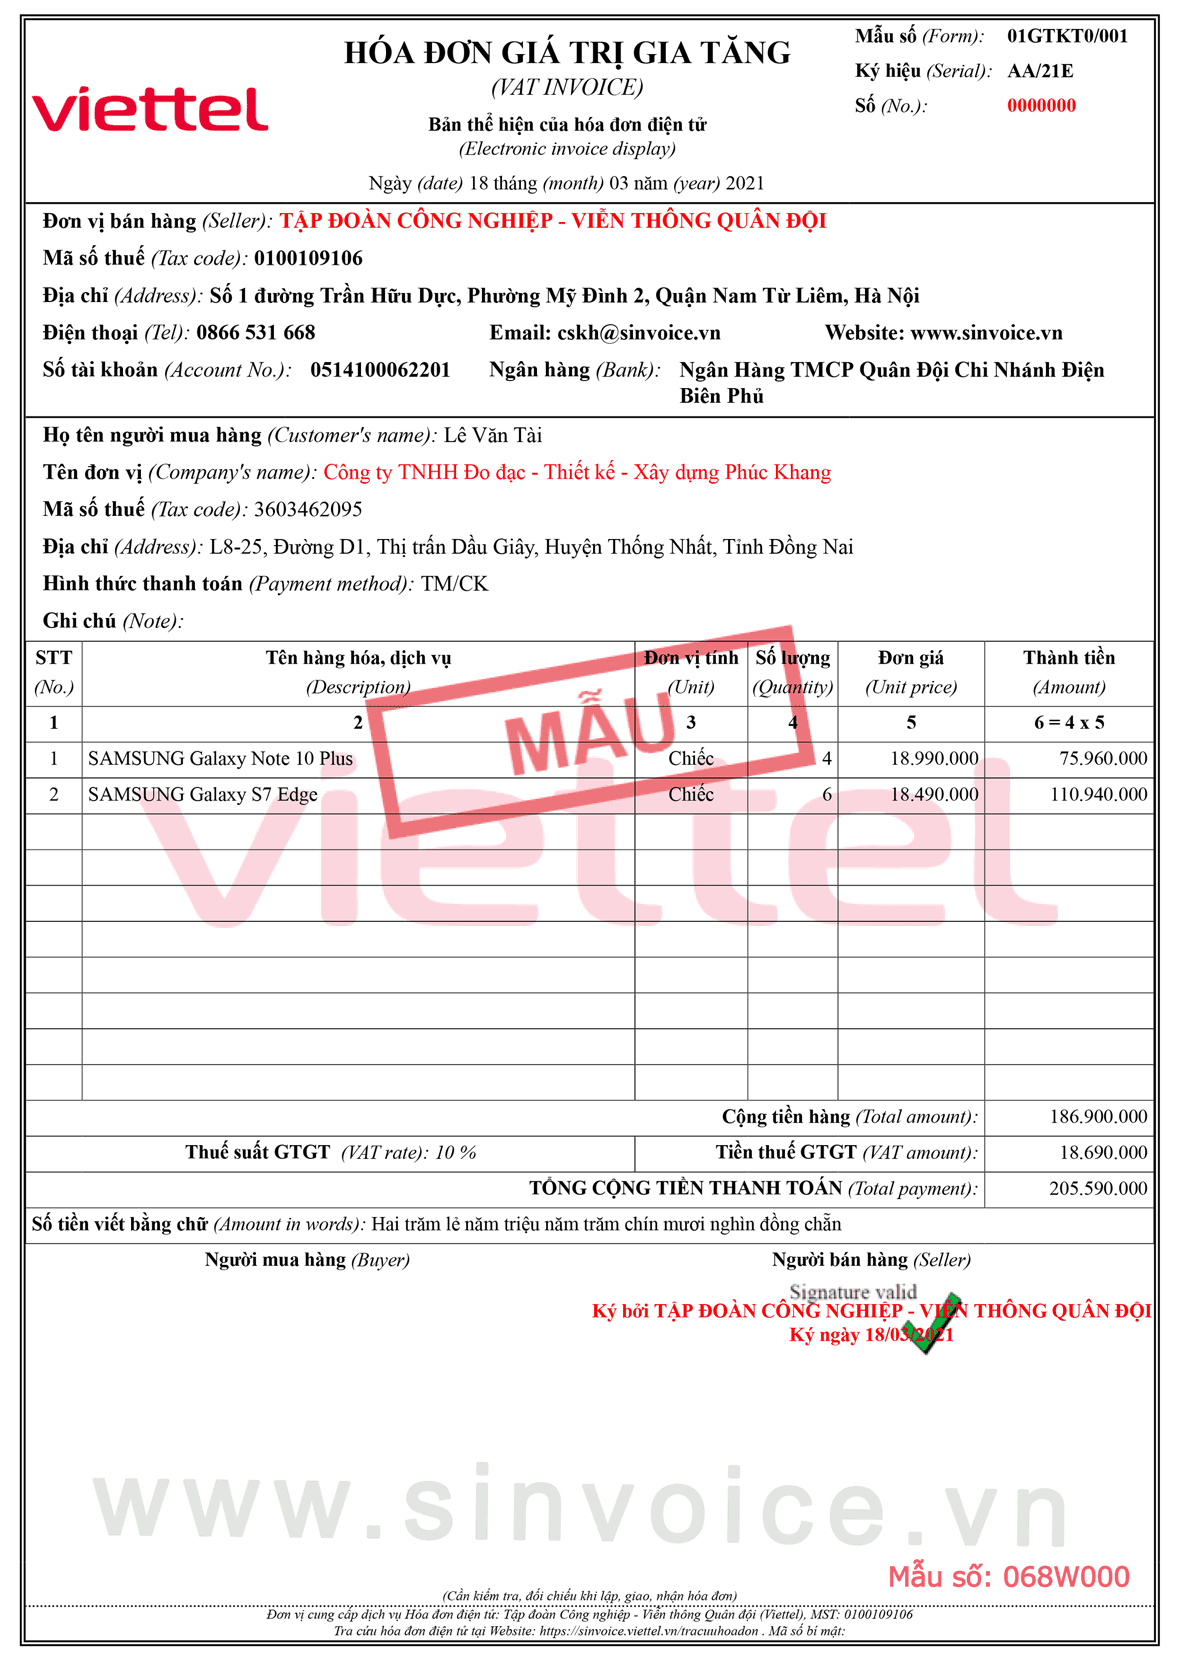 HÓA ĐƠN GIÁ TRỊ GIA TĂNG
(VAT INVOICE)
Bản thể hiện của hóa đơn điện tử
(Electronic invoice display)
Ngày (date) 18 tháng (month) 03 năm (year) 2021
Mẫu số (Form): 01GTKT0/001
Ký hiệu (Serial): AA/21E
Số (No.): 0000000
viettel
Đơn vị bán hàng (Seller): TẬP ĐOÀN CÔNG NGHIỆP - VIỄN THÔNG QUÂN ĐỘI
Mã số thuế (Tax code): 0100109106
Địa chỉ (Address): Số 1 đường Trần Hữu Dực, Phường Mỹ Đình 2, Quận Nam Từ Liêm, Hà Nội
Điện thoại (Tel): 0866 531 668 Email: cskh@sinvoice.vn Website: www.sinvoice.vn
Số tài khoản (Account No.): 0514100062201 Ngân hàng (Bank): Ngân Hàng TMCP Quân Đội Chi Nhánh Điện
Biên Phủ
Họ tên người mua hàng (Customer's name): Lê Văn Tài
Tên đơn vị (Company's name): Công ty TNHH Đo đạc - Thiết kế - Xây dựng Phúc Khang
Mã số thuế (Tax code): 3603462095
Địa chỉ (Address): L8-25, Đường D1, Thị trấn Dầu Giây, Huyện Thống Nhất, Tỉnh Đồng Nai
Hình thức thanh toán (Payment method): TM/CK
Ghi chú (Note):
STT Tên hàng hóa, dịch vụ Đơn vị tính Số lượng Đơn giá Thành tiền
(No.) (Description) (Unit) (Quantity) (Unit price) (Amount)
1 2 3 4 5 6 = 4 x 5
MẪU
1 SAMSUNG Galaxy Note 10 Plus Chiếc 4 18.990.000 75.960.000
2 SAMSUNG Galaxy S7 Edge Chiếc 6 18.490.000 110.940.000
viettel
Cộng tiền hàng (Total amount): 186.900.000
Thuế suất GTGT (VAT rate): 10 % Tiền thuế GTGT (VAT amount): 18.690.000
TỔNG CỘNG TIỀN THANH TOÁN (Total payment): 205.590.000
Số tiền viết bằng chữ (Amount in words): Hai trăm lẻ năm triệu năm trăm chín mươi nghìn đồng chẵn
Người mua hàng (Buyer) Người bán hàng (Seller)
Signature valid
Ký bởi TẬP ĐOÀN CÔNG NGHIỆP - VIỄN THÔNG QUÂN ĐỘI
Ký ngày 18/03/2021
www.sinvoice.vn
Mẫu số: 068W000
(Cần kiểm tra, đối chiếu khi lập, giao, nhận hóa đơn)
Đơn vị cung cấp dịch vụ Hóa đơn điện tử: Tập đoàn Công nghiệp - Viễn thông Quân đội (Viettel), MST: 0100109106
Tra cứu hóa đơn điện tử tại Website: https://sinvoice.viettel.vn/tracuuhoadon . Mã số bí mật: